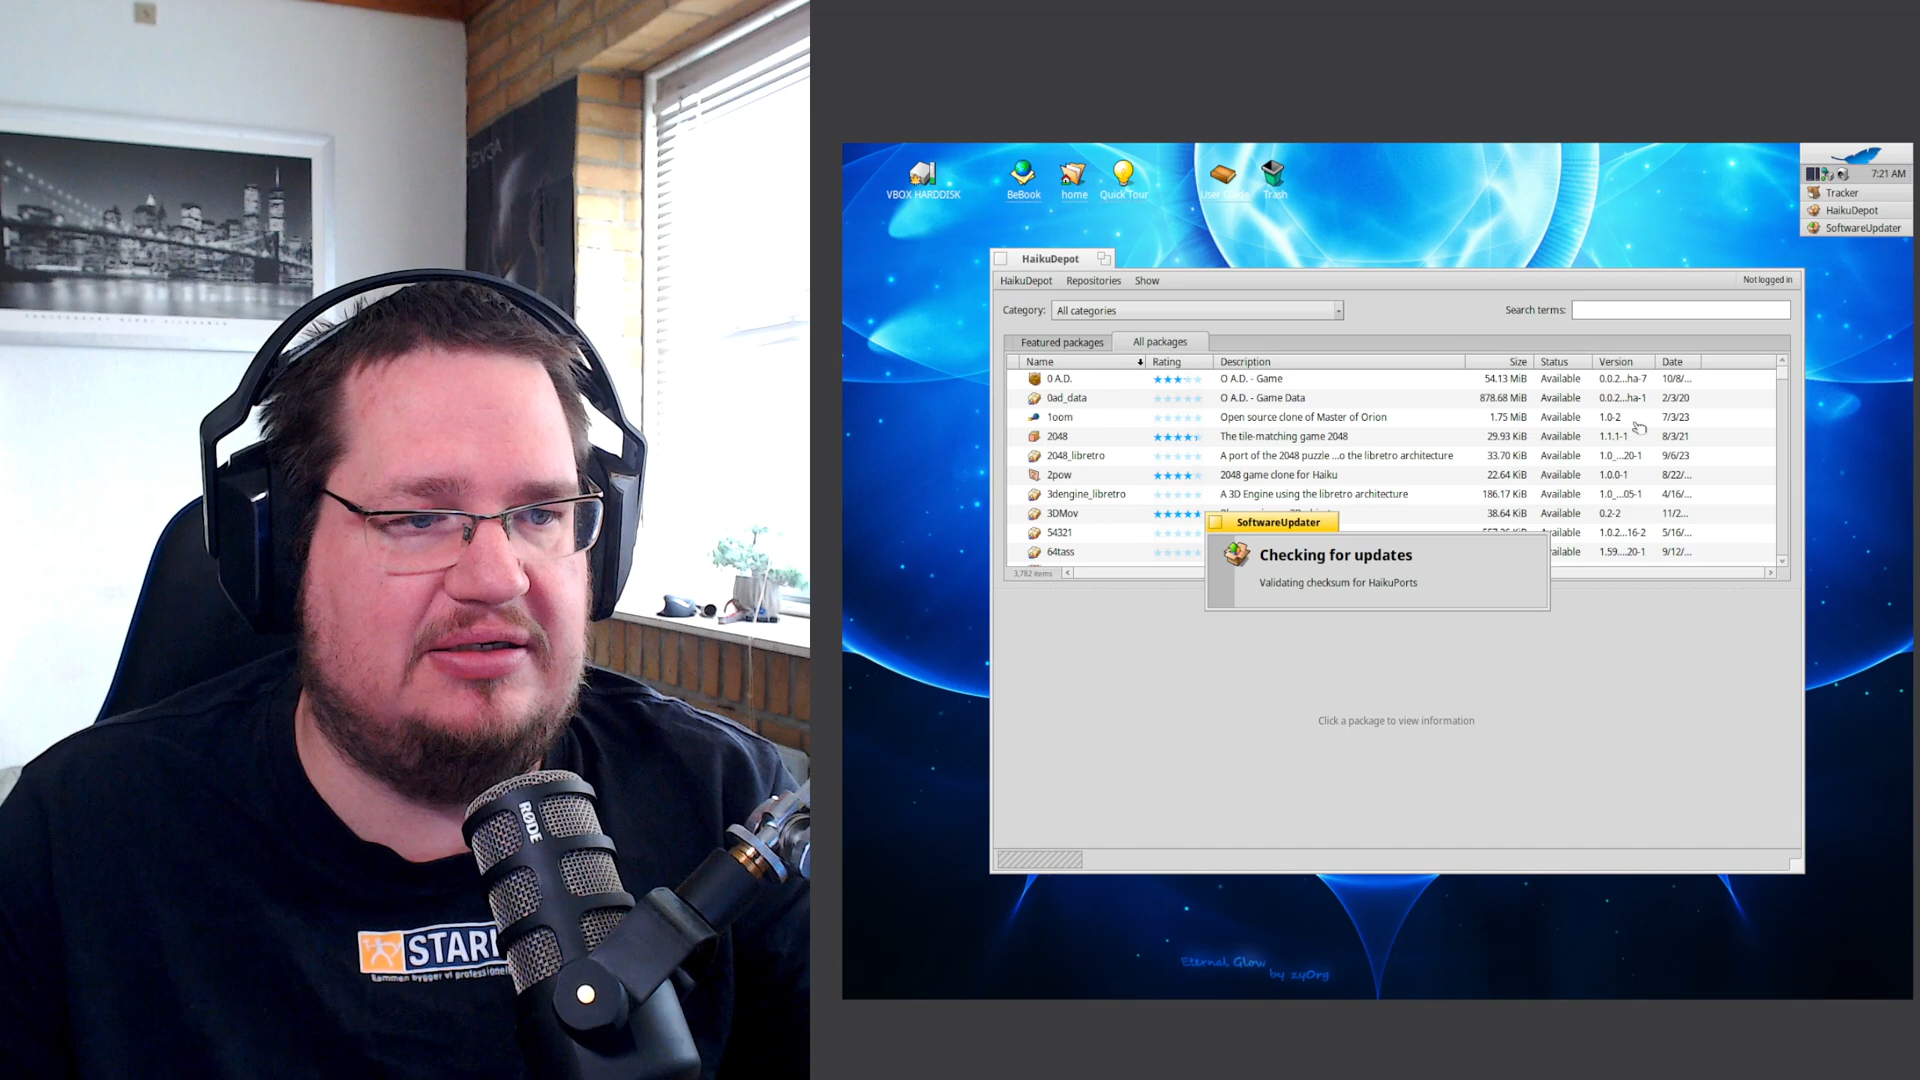 EVGA
RØDE
STARK
Rammen bygger vi professionelt
VBOX HARDDISK
BeBook
home
Quick Tour
User Guide
Trash
7:21 AM
Tracker
HaikuDepot
SoftwareUpdater
HaikuDepot
HaikuDepot Repositories Show
Not logged in
Category: All categories
Search terms:
Featured packages All packages
Name Rating Description Size Status Version Date
0 A.D. O A.D. - Game 54.13 MiB Available 0.0.2...ha-7 10/8/...
0ad_data O A.D. - Game Data 878.68 MiB Available 0.0.2...ha-1 2/3/20
1oom Open source clone of Master of Orion 1.75 MiB Available 1.0-2 7/3/23
2048 The tile-matching game 2048 29.93 KiB Available 1.1.1-1 8/3/21
2048_libretro A port of the 2048 puzzle ...o the libretro architecture 33.70 KiB Available 1.0_...20-1 9/6/23
2pow 2048 game clone for Haiku 22.64 KiB Available 1.0.0-1 8/22/...
3dengine_libretro A 3D Engine using the libretro architecture 186.17 KiB Available 1.0_...05-1 4/16/...
3DMov 38.64 KiB Available 0.2-2 11/2...
54321 ailable 1.0.2...16-2 5/16/...
64tass ailable 1.59...20-1 9/12/...
3,782 items
SoftwareUpdater
Checking for updates
Validating checksum for HaikuPorts
Click a package to view information
Eternal Glow
by zyOrg